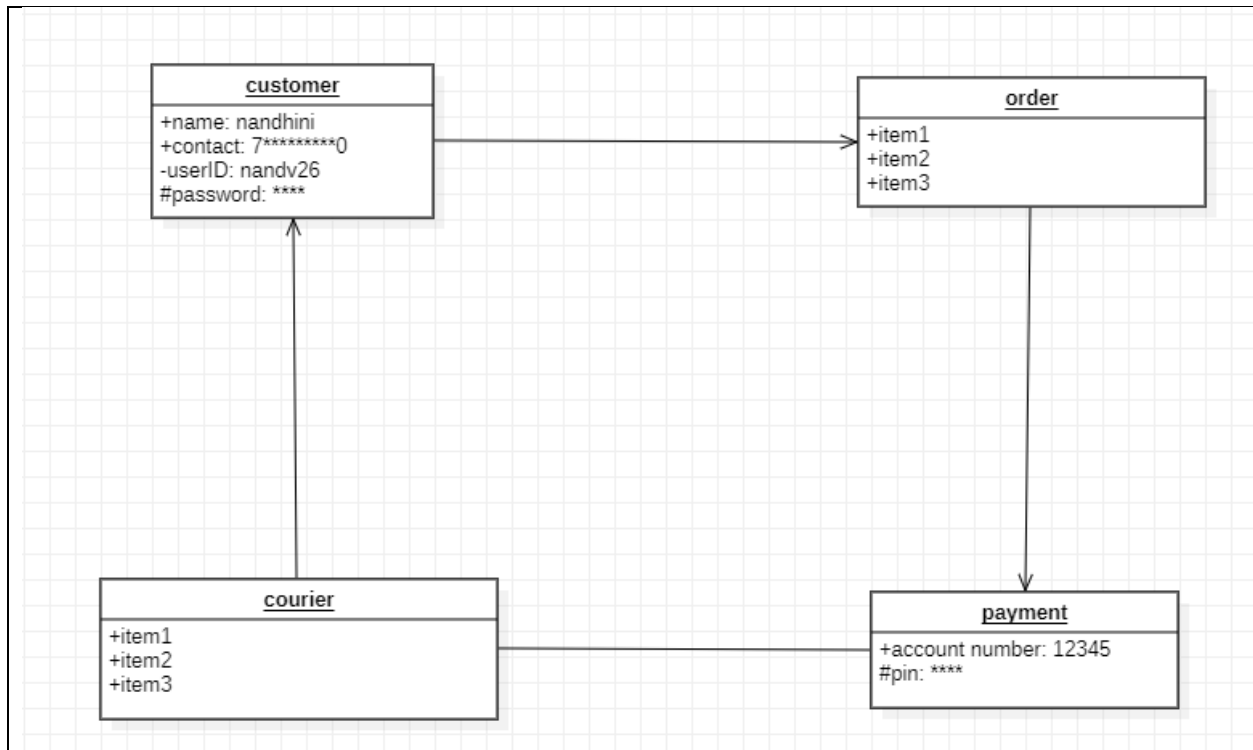 customer
+name: nandhini
+contact: 7*********0
-userID: nandv26
#password: ****
order
+item1
+item2
+item3
courier
+item1
+item2
+item3
payment
+account number: 12345
#pin: ****